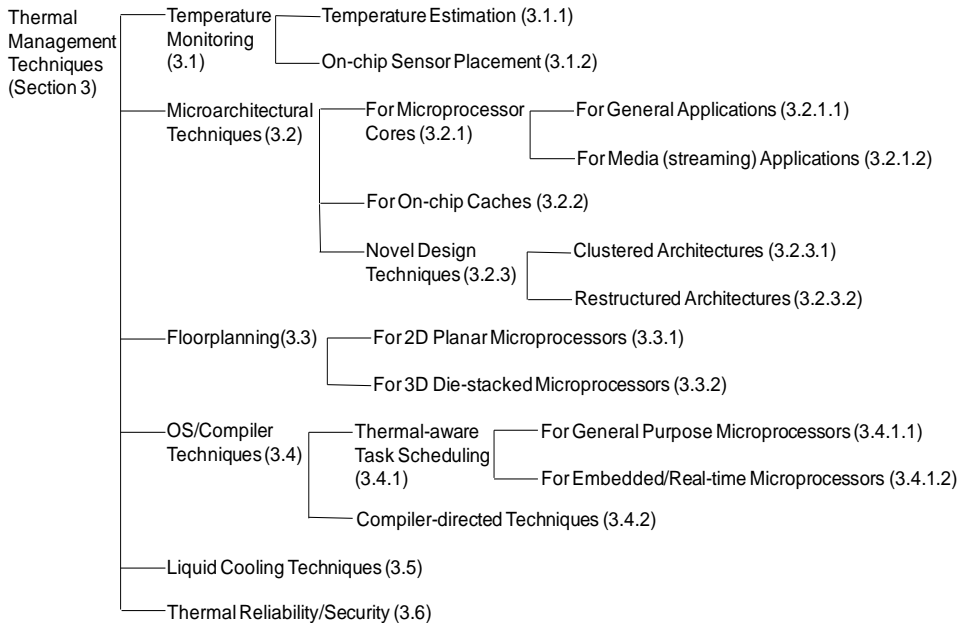 Thermal
Management
Techniques
(Section 3)
Temperature
Monitoring
(3.1)
Temperature Estimation (3.1.1)
On-chip Sensor Placement (3.1.2)
Microarchitectural
Techniques (3.2)
For Microprocessor
Cores (3.2.1)
For General Applications (3.2.1.1)
For Media (streaming) Applications (3.2.1.2)
For On-chip Caches (3.2.2)
Novel Design
Techniques (3.2.3)
Clustered Architectures (3.2.3.1)
Restructured Architectures (3.2.3.2)
Floorplanning(3.3)
For 2D Planar Microprocessors (3.3.1)
For 3D Die-stacked Microprocessors (3.3.2)
OS/Compiler
Techniques (3.4)
Thermal-aware
Task Scheduling
(3.4.1)
For General Purpose Microprocessors (3.4.1.1)
For Embedded/Real-time Microprocessors (3.4.1.2)
Compiler-directed Techniques (3.4.2)
Liquid Cooling Techniques (3.5)
Thermal Reliability/Security (3.6)